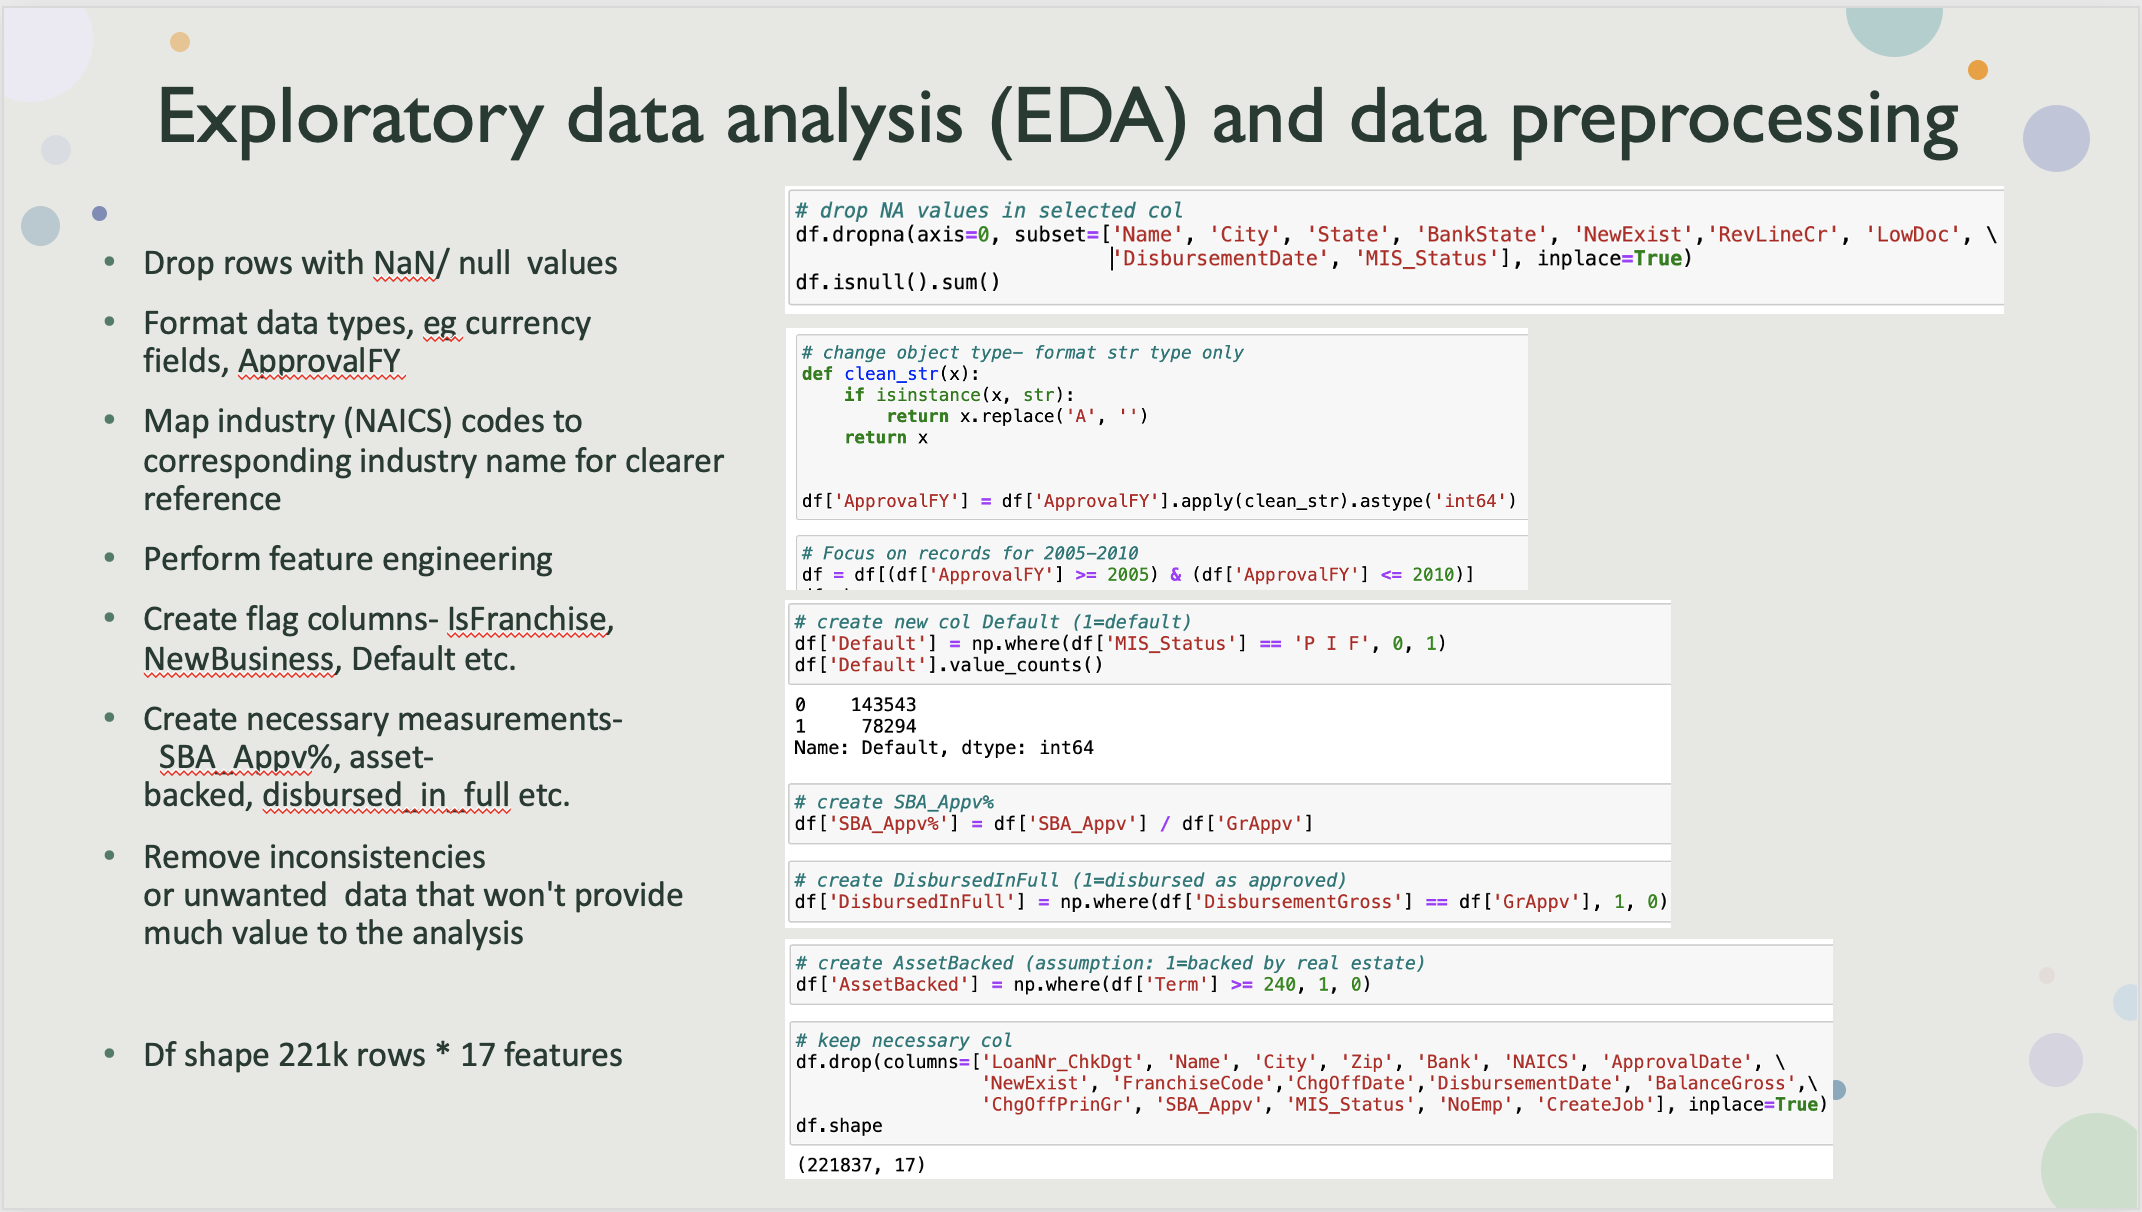 Exploratory data analysis (EDA) and data preprocessing
• Drop rows with NaN/ null  values
• Format data types, eg currency
fields, ApprovalFY
• Map industry (NAICS) codes to
corresponding industry name for clearer
reference
• Perform feature engineering
• Create flag columns- IsFranchise,
NewBusiness, Default etc.
• Create necessary measurements-
SBA_Appv%, asset-
backed, disbursed_in_full etc.
• Remove inconsistencies
or unwanted  data that won't provide
much value to the analysis
• Df shape 221k rows * 17 features
# drop NA values in selected col
df.dropna(axis=0, subset=['Name', 'City', 'State', 'BankState', 'NewExist','RevLineCr', 'LowDoc', \
'DisbursementDate', 'MIS_Status'], inplace=True)
df.isnull().sum()
# change object type– format str type only
def clean_str(x):
    if isinstance(x, str):
        return x.replace('A', '')
    return x
df['ApprovalFY'] = df['ApprovalFY'].apply(clean_str).astype('int64')
# Focus on records for 2005–2010
df = df[(df['ApprovalFY'] >= 2005) & (df['ApprovalFY'] <= 2010)]
# create new col Default (1=default)
df['Default'] = np.where(df['MIS_Status'] == 'P I F', 0, 1)
df['Default'].value_counts()
0    143543
1     78294
Name: Default, dtype: int64
# create SBA_Appv%
df['SBA_Appv%'] = df['SBA_Appv'] / df['GrAppv']
# create DisbursedInFull (1=disbursed as approved)
df['DisbursedInFull'] = np.where(df['DisbursementGross'] == df['GrAppv'], 1, 0)
# create AssetBacked (assumption: 1=backed by real estate)
df['AssetBacked'] = np.where(df['Term'] >= 240, 1, 0)
# keep necessary col
df.drop(columns=['LoanNr_ChkDgt', 'Name', 'City', 'Zip', 'Bank', 'NAICS', 'ApprovalDate', \
'NewExist', 'FranchiseCode','ChgOffDate','DisbursementDate', 'BalanceGross',\
'ChgOffPrinGr', 'SBA_Appv', 'MIS_Status', 'NoEmp', 'CreateJob'], inplace=True)
df.shape
(221837, 17)